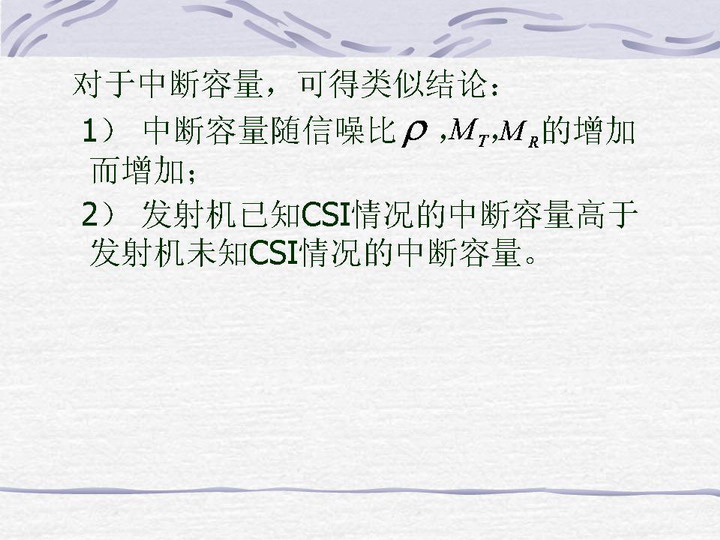 对于中断容量，可得类似结论：
1） 中断容量随信噪比 ρ ，M_T，M_R 的增加
而增加；
2） 发射机已知CSI情况的中断容量高于
发射机未知CSI情况的中断容量。